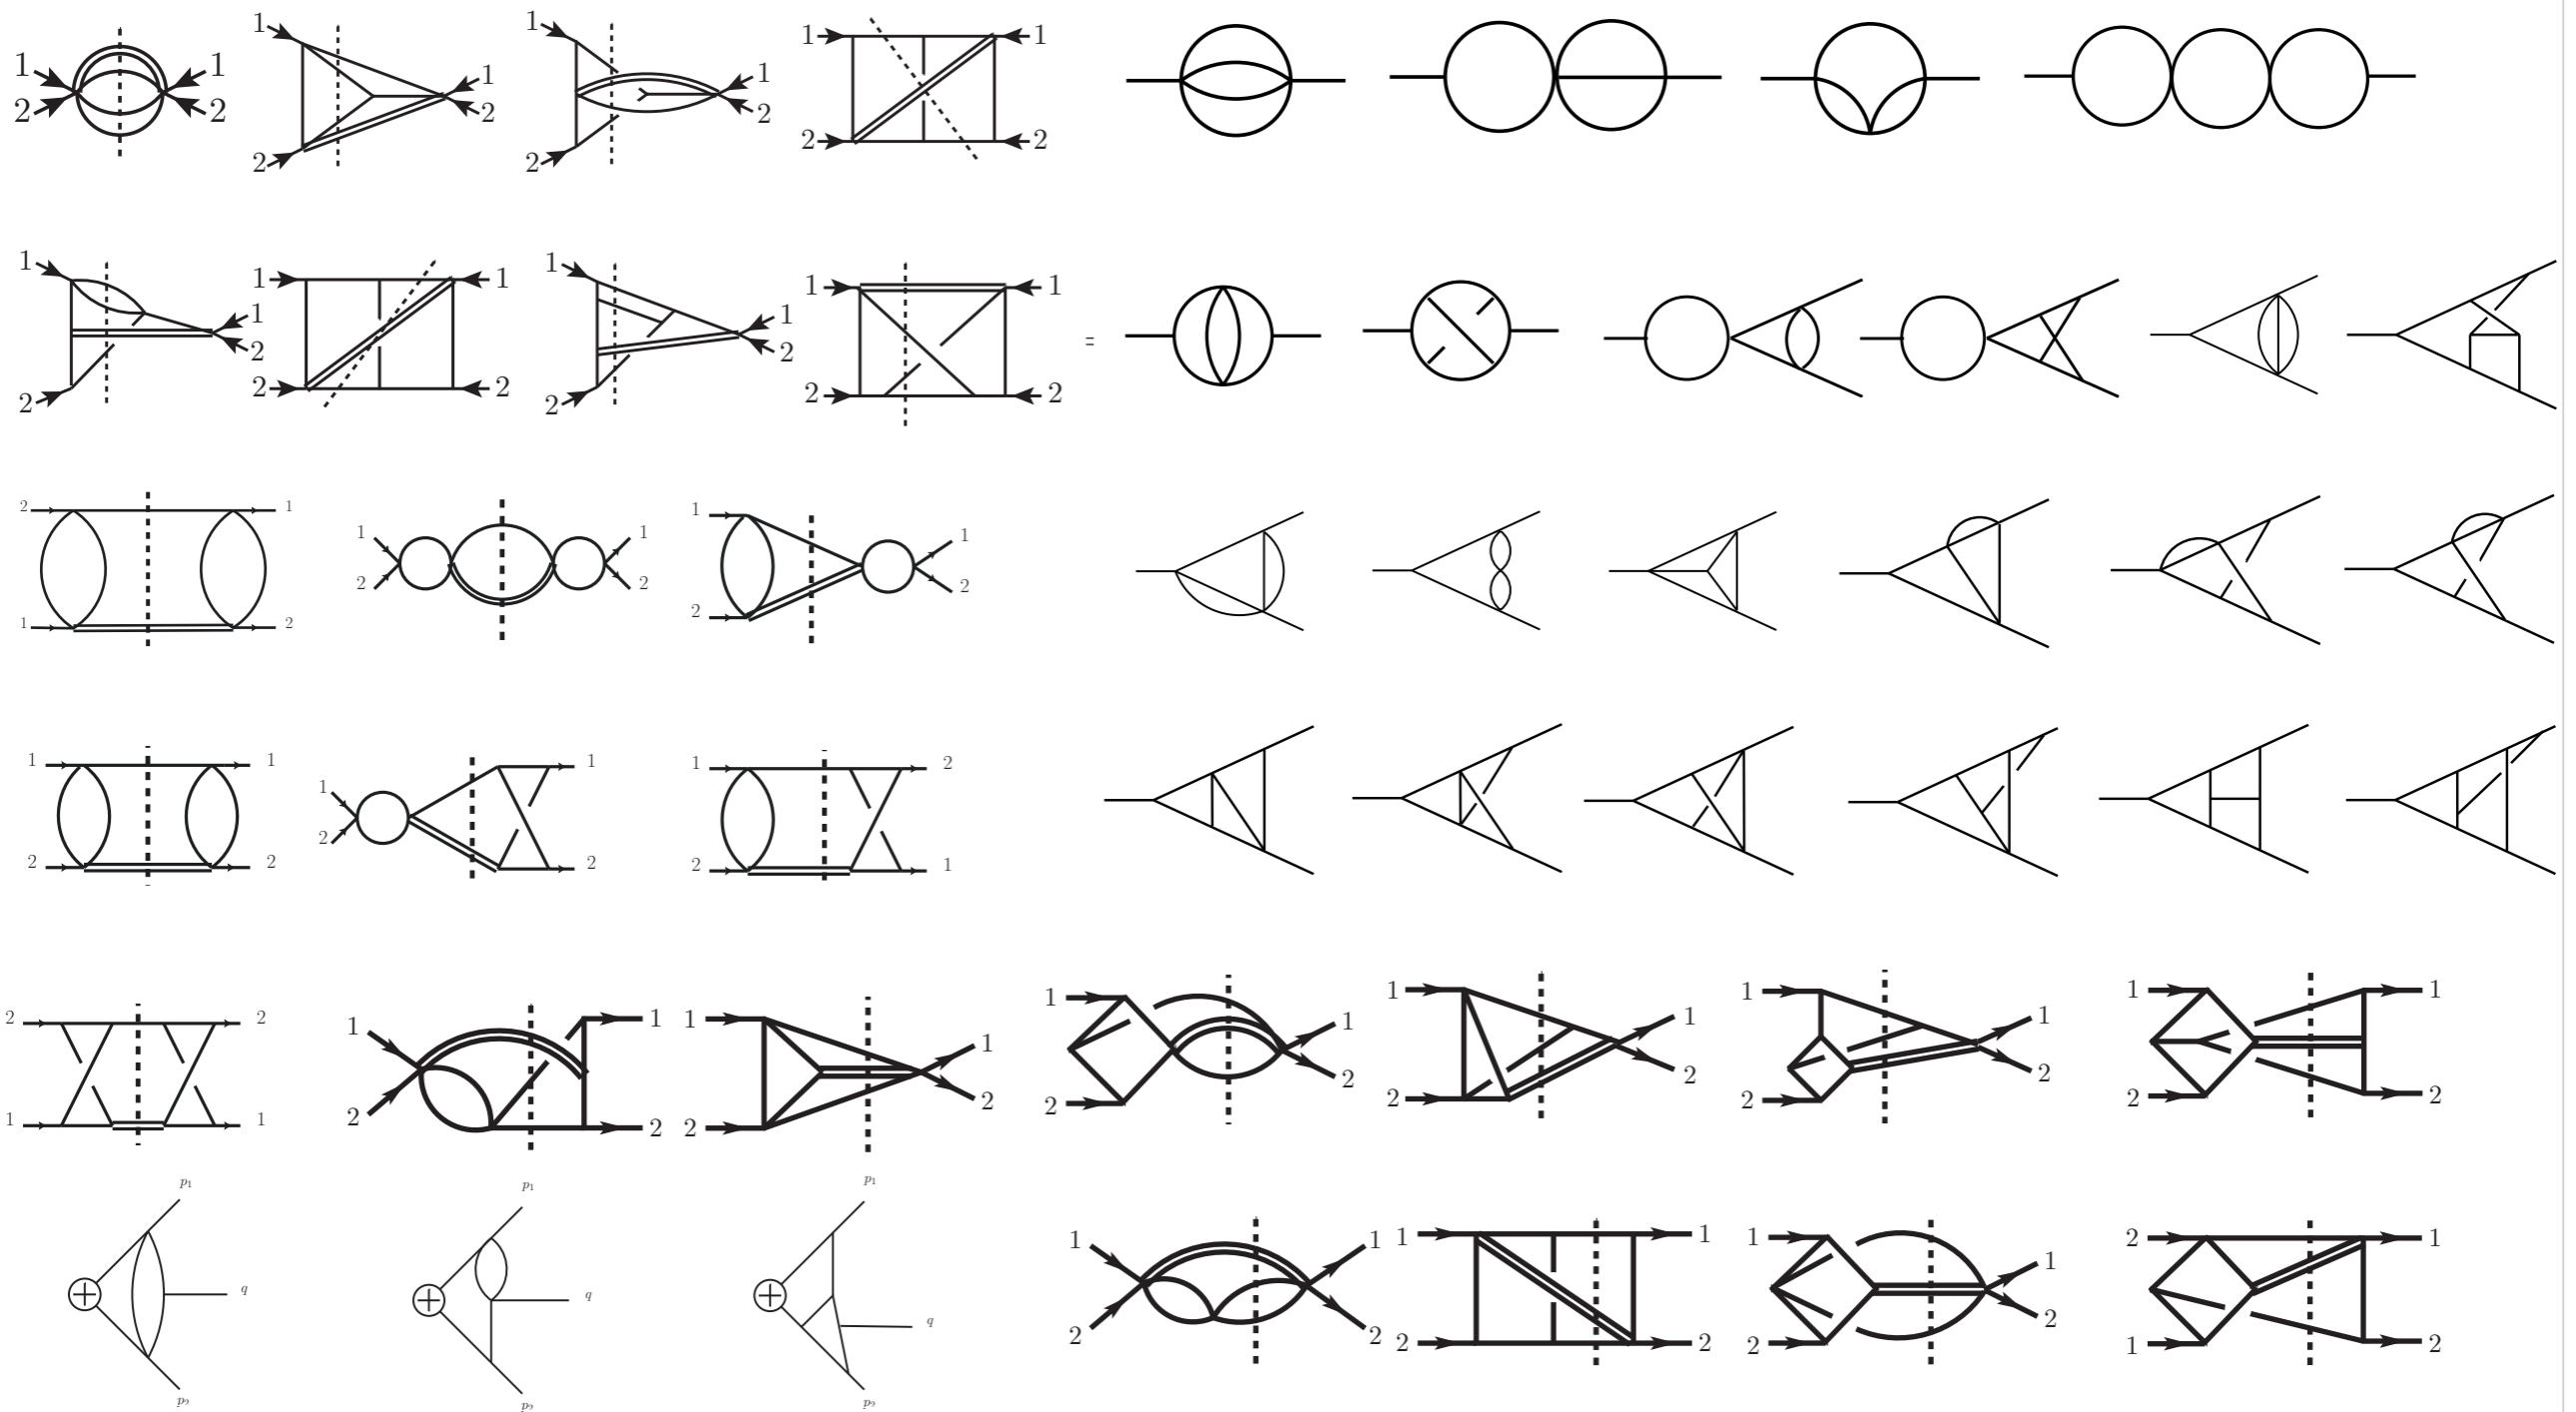 1 1 1 1 1 1 1
2 2 2 2 2 2 2
1 1 1 1 1 1 1 1
2 2 2 2 2 2 2 2
=
2 1 1 1 1 1
1 2 2 2 2 2
1 1 1 1 1 2
2 2 2 2 2 1
2 2 1 1 1 1 1 1 1 1 1 1 1 1
1 1 2 2 2 2 2 2 2 2 2 2 2 2
p₁ p₁ p₁
1 1 1 1 1 1 2 1
q q q
2 2 2 2 2 2 1 2
p₂ p₂ p₂